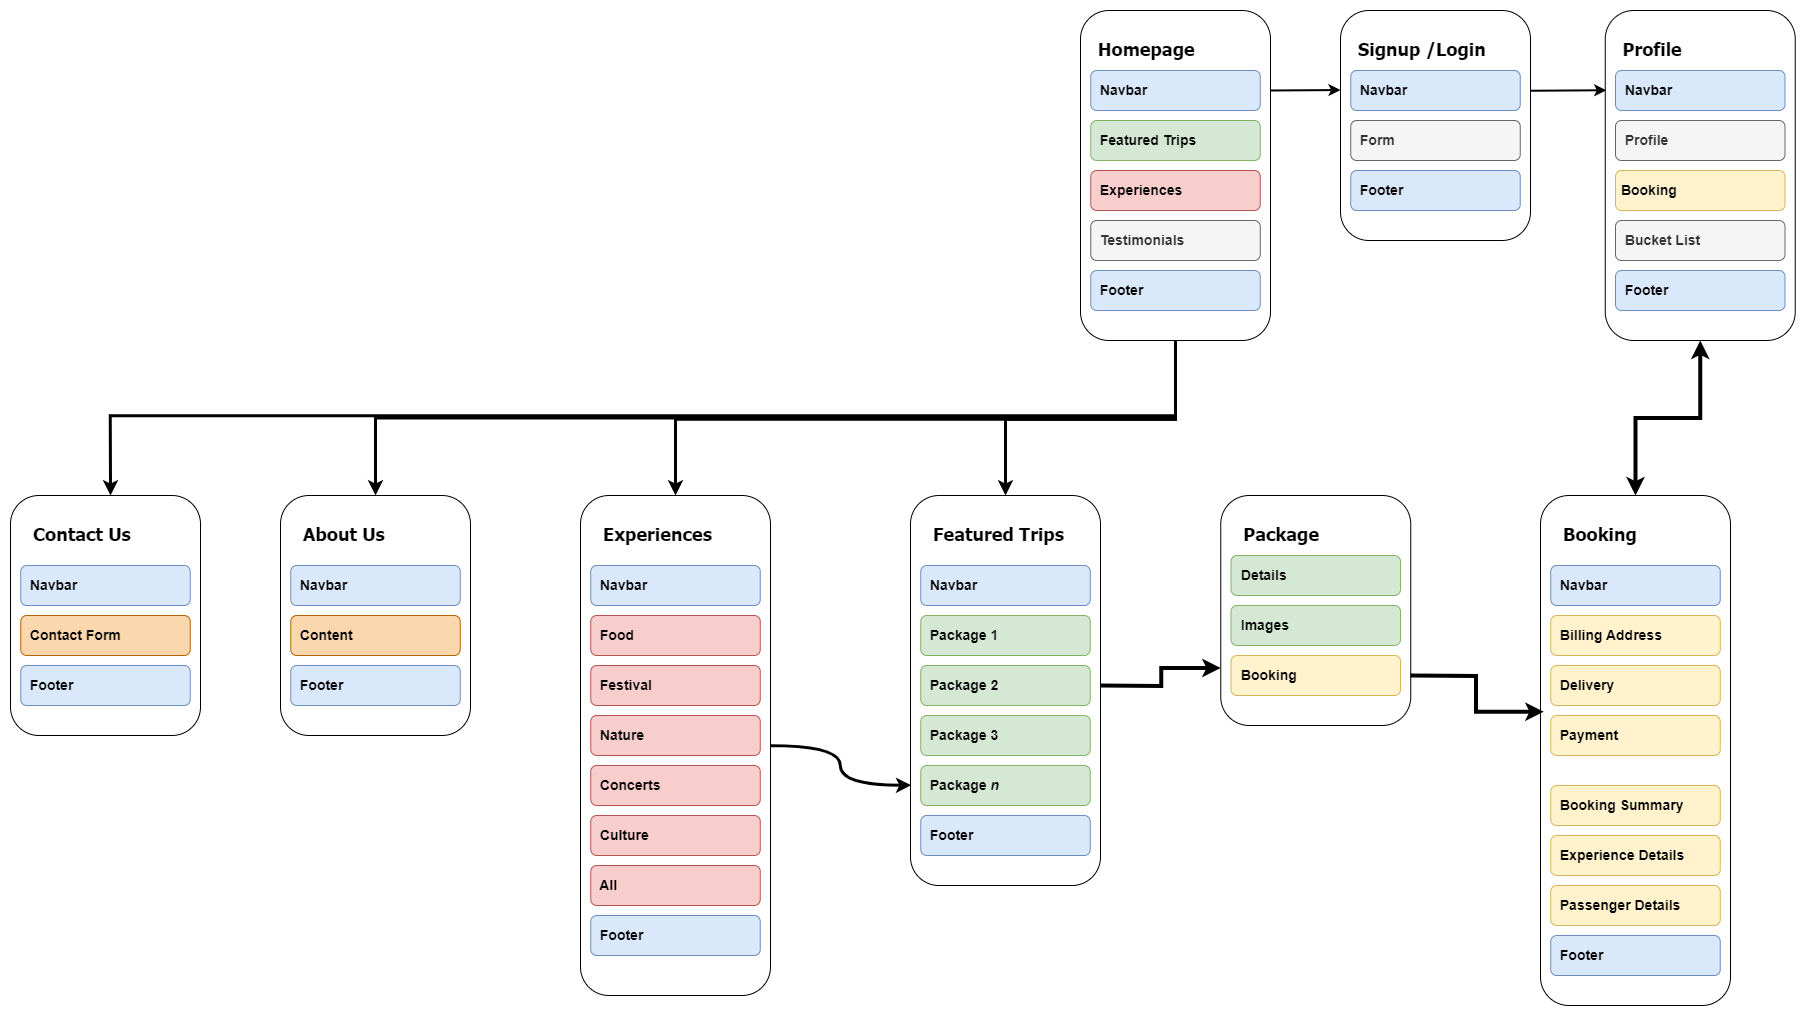 Homepage
Navbar
Featured Trips
Experiences
Testimonials
Footer
Signup /Login
Navbar
Form
Footer
Profile
Navbar
Profile
Booking
Bucket List
Footer
Contact Us
Navbar
Contact Form
Footer
About Us
Navbar
Content
Footer
Experiences
Navbar
Food
Festival
Nature
Concerts
Culture
All
Footer
Featured Trips
Navbar
Package 1
Package 2
Package 3
Package n
Footer
Package
Details
Images
Booking
Booking
Navbar
Billing Address
Delivery
Payment
Booking Summary
Experience Details
Passenger Details
Footer